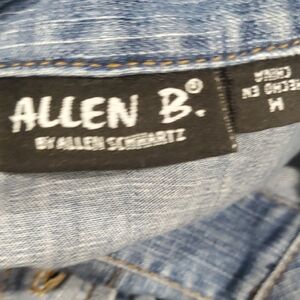 ALLEN B.®
BY ALLEN SCHWARTZ
M
HECHO EN
CHINA